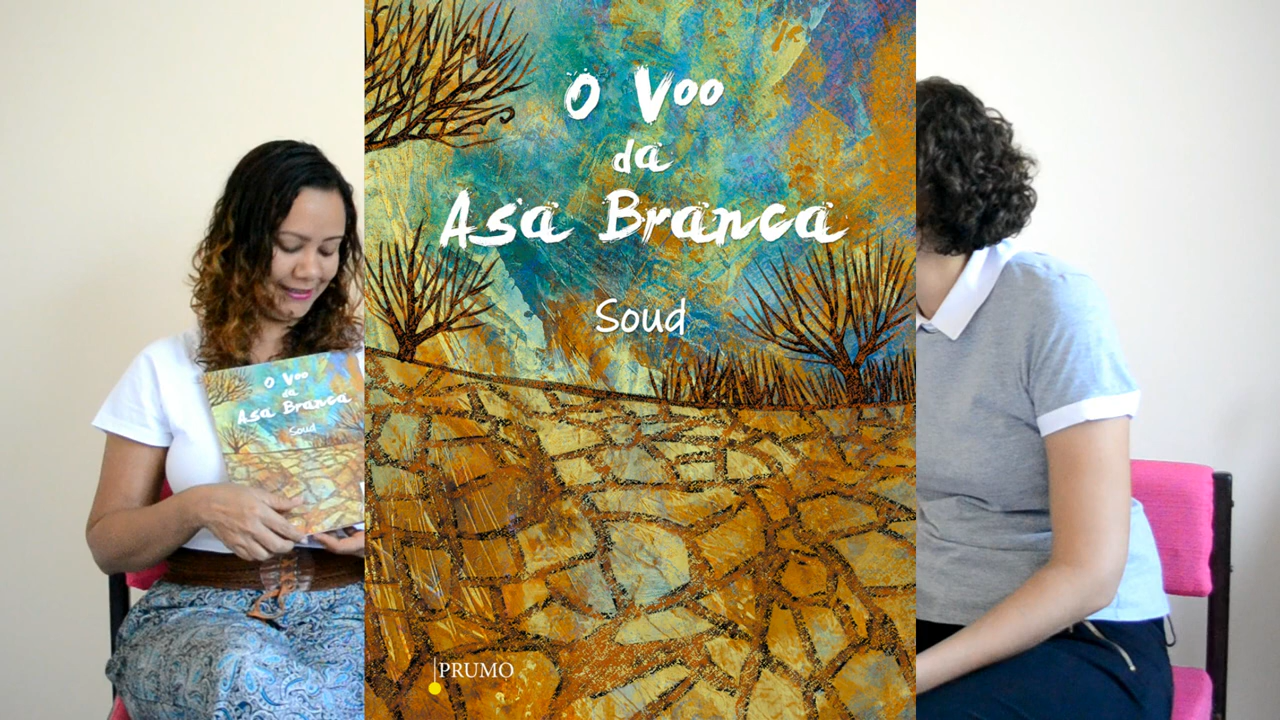 O Voo
da
Asa Branca
Soud
PRUMO
O Voo
da
Asa Branca
Soud